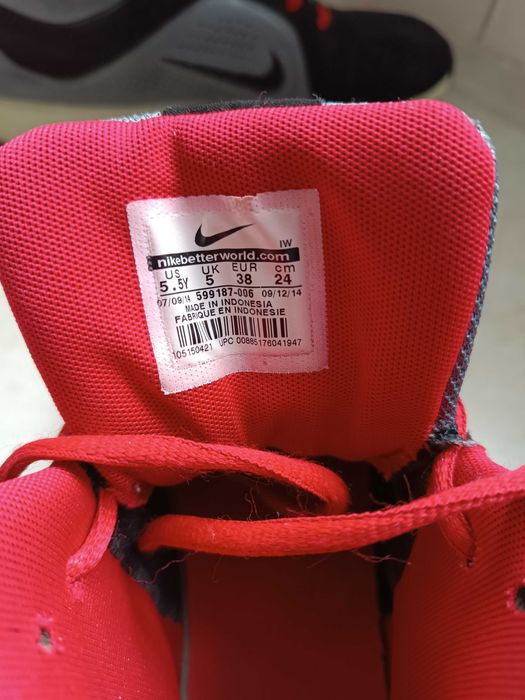 IW
nikebetterworld.com
US UK EUR cm
5.5Y 5 38 24
07/09/14 599187-006 09/12/14
MADE IN INDONESIA
FABRIQUE EN INDONESIE
105150421 UPC 00885176041947